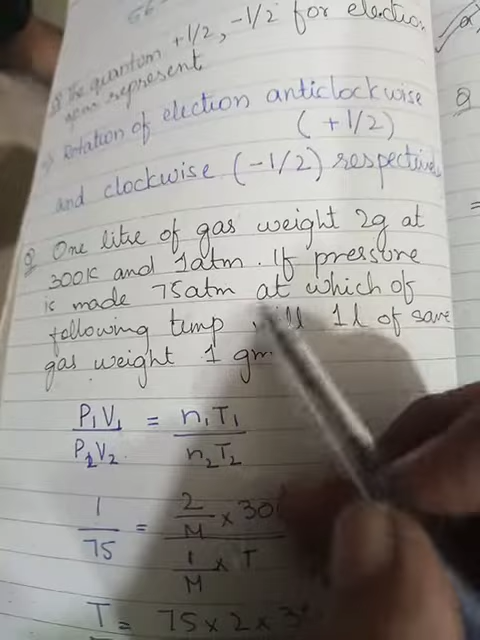 Q The quantum +1/2, -1/2 for election
represent
Rotation of election anticlockwise
(+1/2)
and clockwise (-1/2) respectively
Q One litre of gas weight 2g at
300K and 1atm. If pressure
is made 75atm at which of
following temp will 1l of same
gas weight 1 gm
P₁V₁ / P₂V₂ = n₁T₁ / n₂T₂
1 / 75 = 2/M × 30 / 1/M × T
T = 75 × 2 × 3